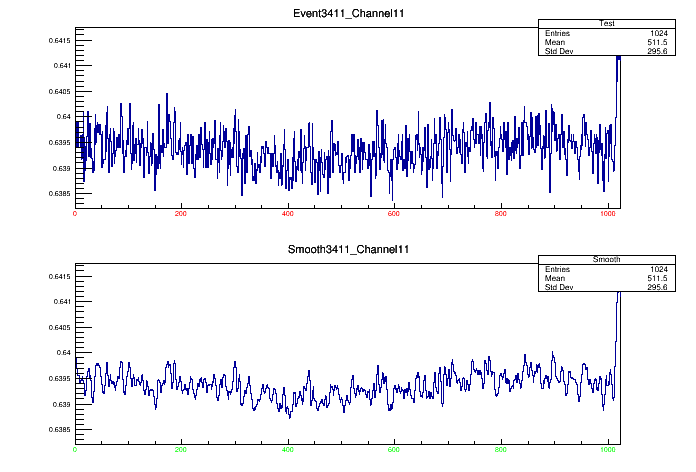 Event3411_Channel11
Test
Entries 1024
Mean 511.5
Std Dev 295.6
0.6415
0.641
0.6405
0.64
0.6395
0.639
0.6385
0 200 400 600 800 1000
Smooth3411_Channel11
Smooth
Entries 1024
Mean 511.5
Std Dev 295.6
0.6415
0.641
0.6405
0.64
0.6395
0.639
0.6385
0 200 400 600 800 1000